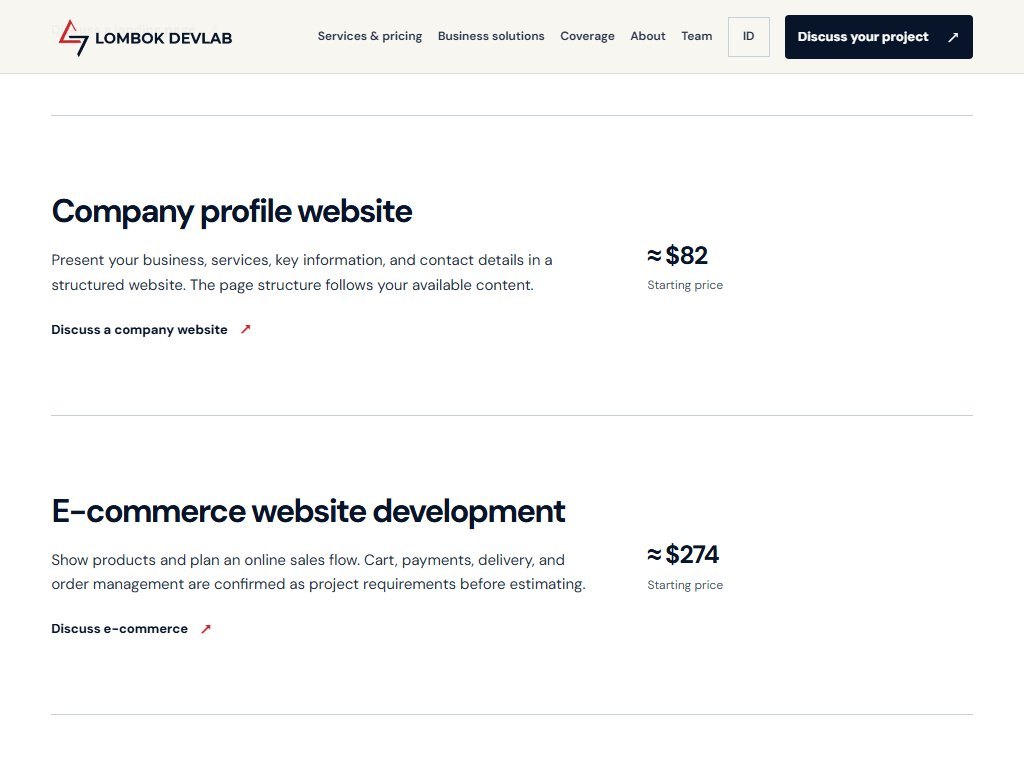 LOMBOK DEVLAB
Services & pricing
Business solutions
Coverage
About
Team
ID
Discuss your project ↗
Company profile website
Present your business, services, key information, and contact details in a
structured website. The page structure follows your available content.
Discuss a company website ↗
≈ $82
Starting price
E-commerce website development
Show products and plan an online sales flow. Cart, payments, delivery, and
order management are confirmed as project requirements before estimating.
Discuss e-commerce ↗
≈ $274
Starting price